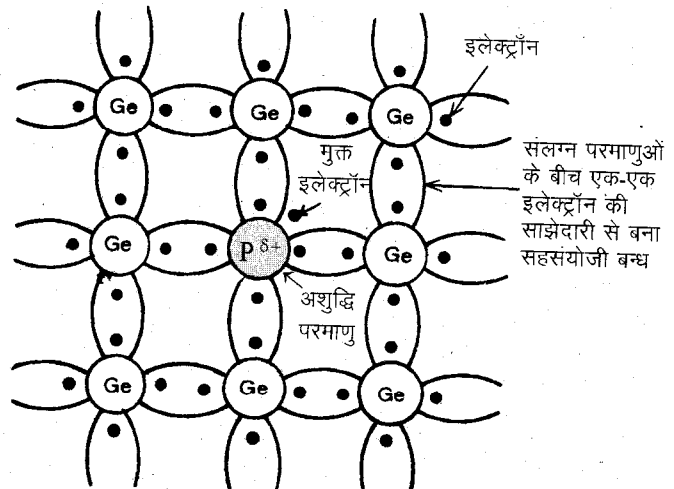 इलेक्ट्रॉन
Ge
Ge
Ge
मुक्त
इलेक्ट्रॉन
संलग्न परमाणुओं
के बीच एक-एक
इलेक्ट्रॉन की
साझेदारी से बना
सहसंयोजी बन्ध
Ge
P δ+
Ge
अशुद्धि
परमाणु
Ge
Ge
Ge